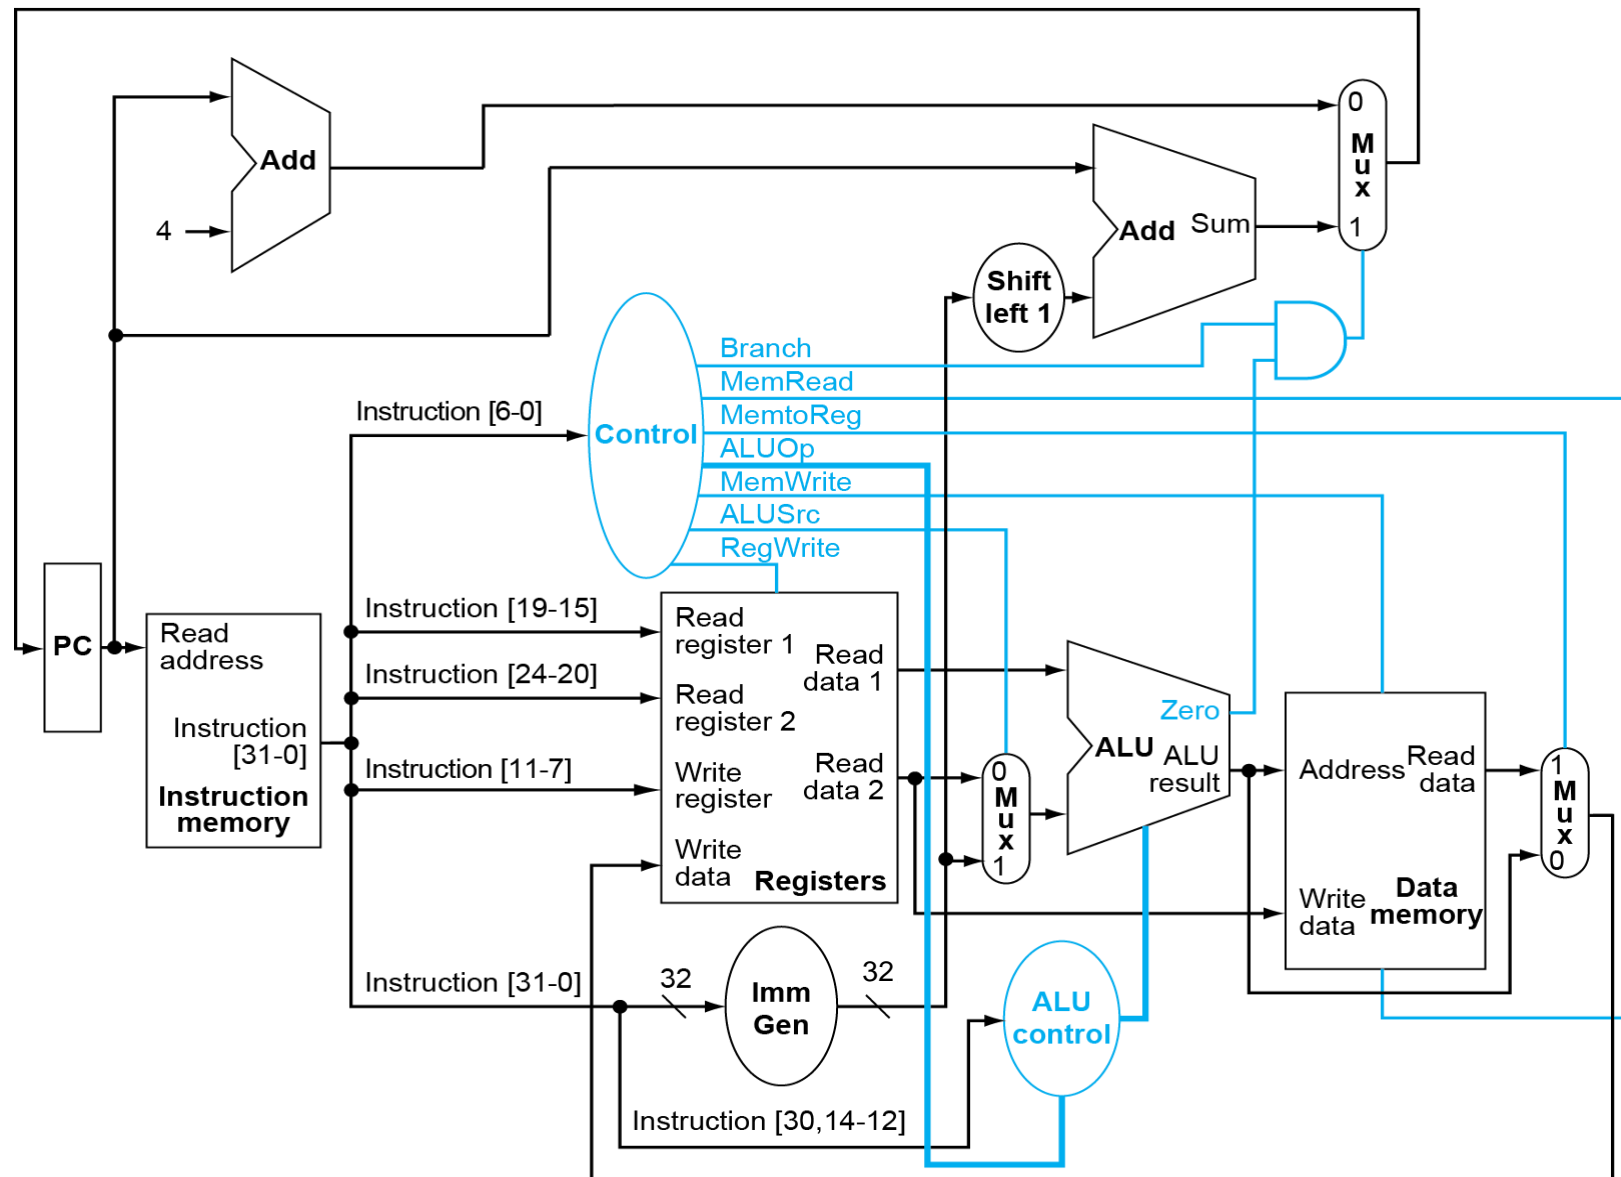 Add
4
0
Mux
1
Add Sum
Shift
left 1
Branch
MemRead
MemtoReg
ALUOp
MemWrite
ALUSrc
RegWrite
Control
Instruction [6-0]
PC
Read
address
Instruction
[31-0]
Instruction
memory
Instruction [19-15]
Instruction [24-20]
Instruction [11-7]
Instruction [31-0]
Read
register 1
Read
register 2
Write
register
Write
data
Read
data 1
Read
data 2
Registers
0
Mux
1
Zero
ALU
ALU
result
Address
Read
data
Write
data
Data
memory
1
Mux
0
32
Imm
Gen
32
ALU
control
Instruction [30,14-12]